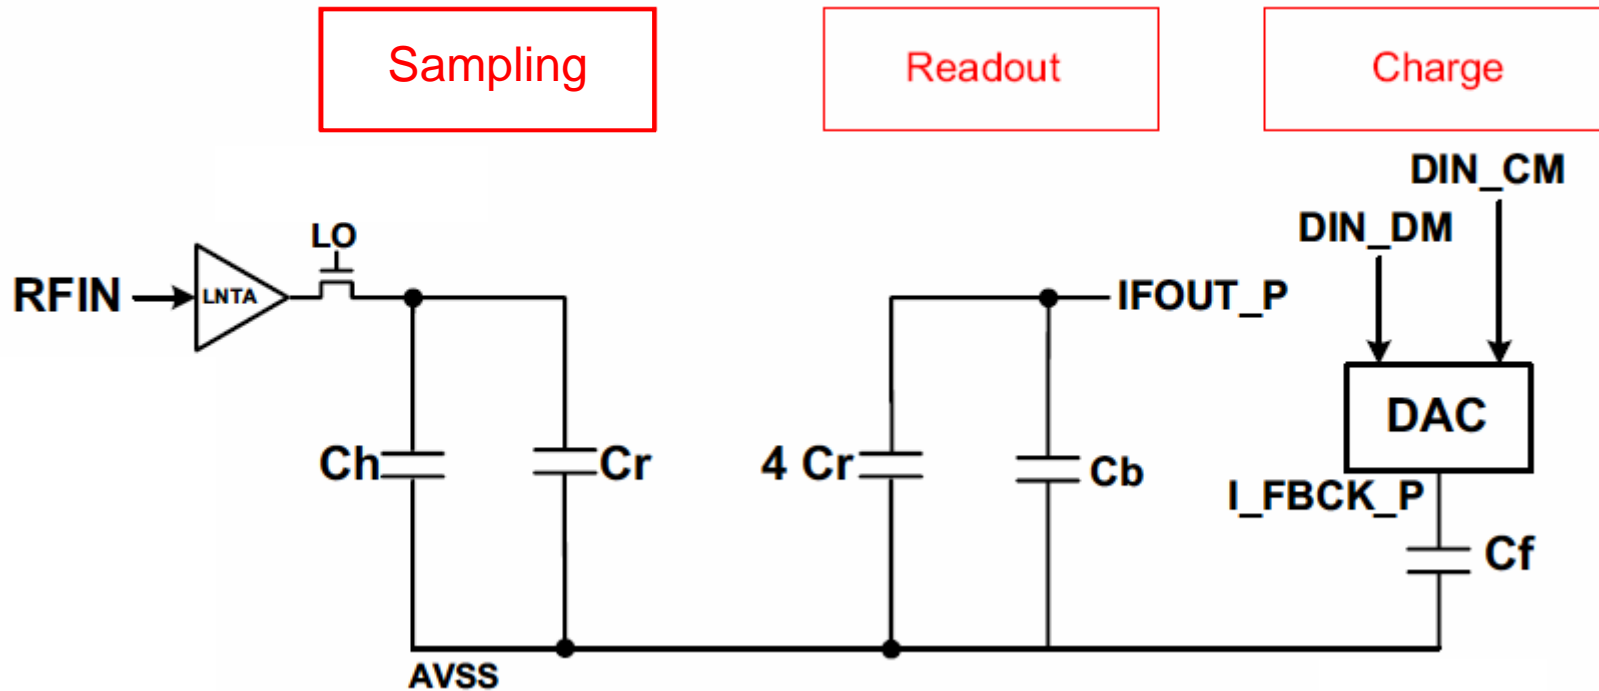 Sampling
Readout
Charge
DIN_CM
DIN_DM
LO
RFIN
LNTA
IFOUT_P
DAC
Ch
Cr
4 Cr
Cb
I_FBCK_P
Cf
AVSS